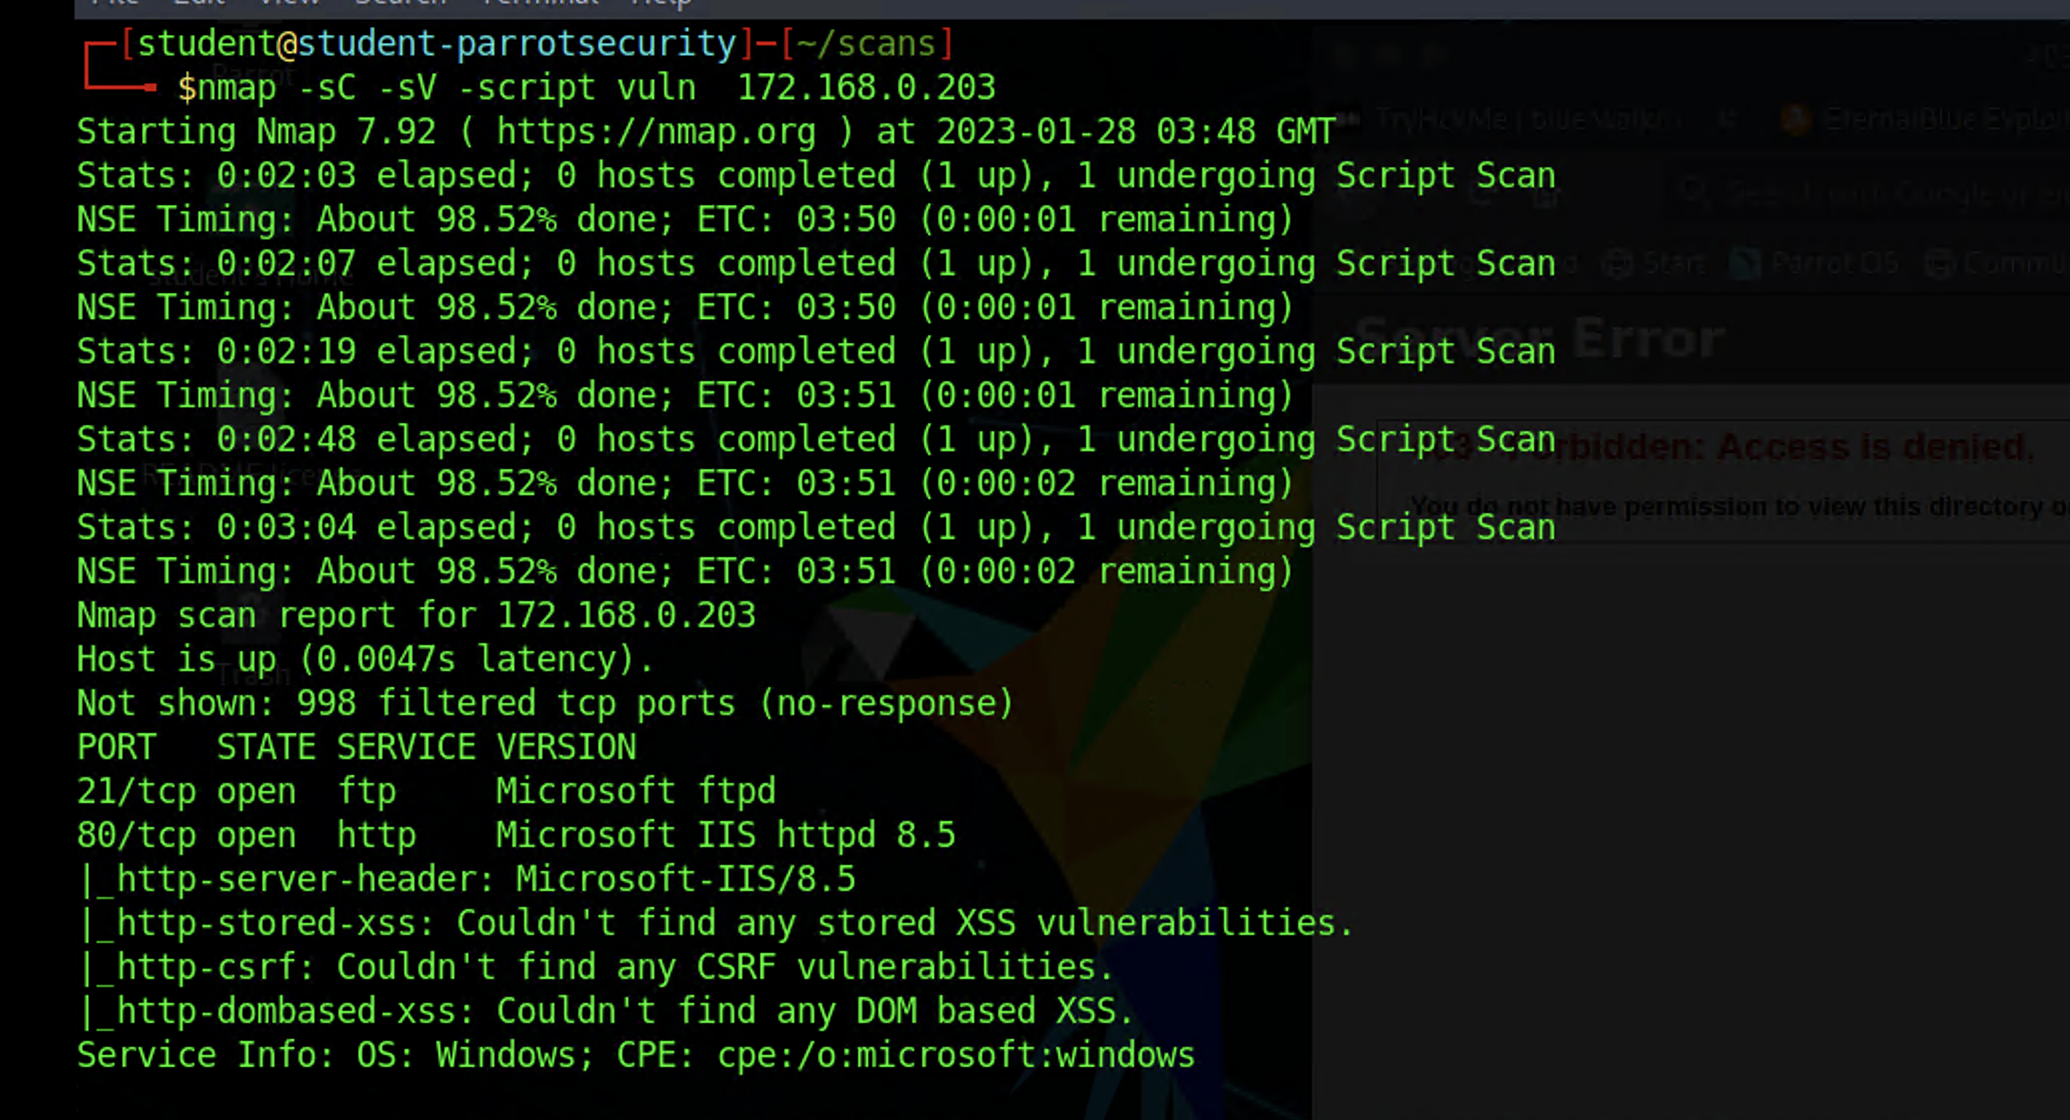 File Edit View Search Terminal Help
[student@student-parrotsecurity]─[~/scans]
$nmap -sC -sV -script vuln  172.168.0.203
Starting Nmap 7.92 ( https://nmap.org ) at 2023-01-28 03:48 GMT
Stats: 0:02:03 elapsed; 0 hosts completed (1 up), 1 undergoing Script Scan
NSE Timing: About 98.52% done; ETC: 03:50 (0:00:01 remaining)
Stats: 0:02:07 elapsed; 0 hosts completed (1 up), 1 undergoing Script Scan
NSE Timing: About 98.52% done; ETC: 03:50 (0:00:01 remaining)
Stats: 0:02:19 elapsed; 0 hosts completed (1 up), 1 undergoing Script Scan
NSE Timing: About 98.52% done; ETC: 03:51 (0:00:01 remaining)
Stats: 0:02:48 elapsed; 0 hosts completed (1 up), 1 undergoing Script Scan
NSE Timing: About 98.52% done; ETC: 03:51 (0:00:02 remaining)
Stats: 0:03:04 elapsed; 0 hosts completed (1 up), 1 undergoing Script Scan
NSE Timing: About 98.52% done; ETC: 03:51 (0:00:02 remaining)
Nmap scan report for 172.168.0.203
Host is up (0.0047s latency).
Not shown: 998 filtered tcp ports (no-response)
PORT   STATE SERVICE VERSION
21/tcp open  ftp     Microsoft ftpd
80/tcp open  http    Microsoft IIS httpd 8.5
|_http-server-header: Microsoft-IIS/8.5
|_http-stored-xss: Couldn't find any stored XSS vulnerabilities.
|_http-csrf: Couldn't find any CSRF vulnerabilities.
|_http-dombased-xss: Couldn't find any DOM based XSS.
Service Info: OS: Windows; CPE: cpe:/o:microsoft:windows
Parrot
Trash
TryHackMe | blue
EternalBlue
Search with Google or
Start
Parrot OS
Server Error
Forbidden: Access is denied.
You do not have permission to view this directory